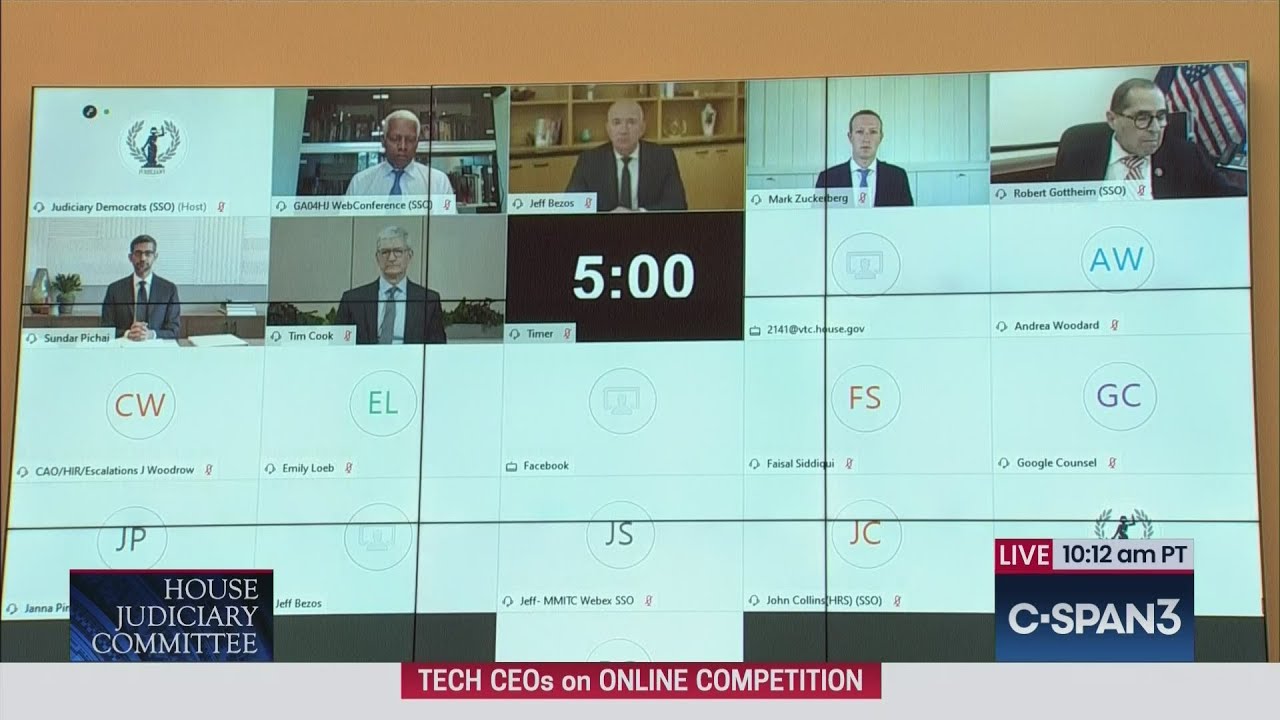 Judiciary Democrats (SSO) (Host)
GA04HJ WebConference (SSO)
Jeff Bezos
Mark Zuckerberg
Robert Gottheim (SSO)
5:00
AW
Sundar Pichai
Tim Cook
Timer
2141@vtc.house.gov
Andrea Woodard
CW
EL
FS
GC
CAO/HIR/Escalations J Woodrow
Emily Loeb
Facebook
Faisal Siddiqui
Google Counsel
JP
JS
JC
Janna
Jeff Bezos
Jeff- MMITC Webex SSO
John Collins(HRS) (SSO)
HOUSE
JUDICIARY
COMMITTEE
LIVE 10:12 am PT
C-SPAN3
TECH CEOs on ONLINE COMPETITION